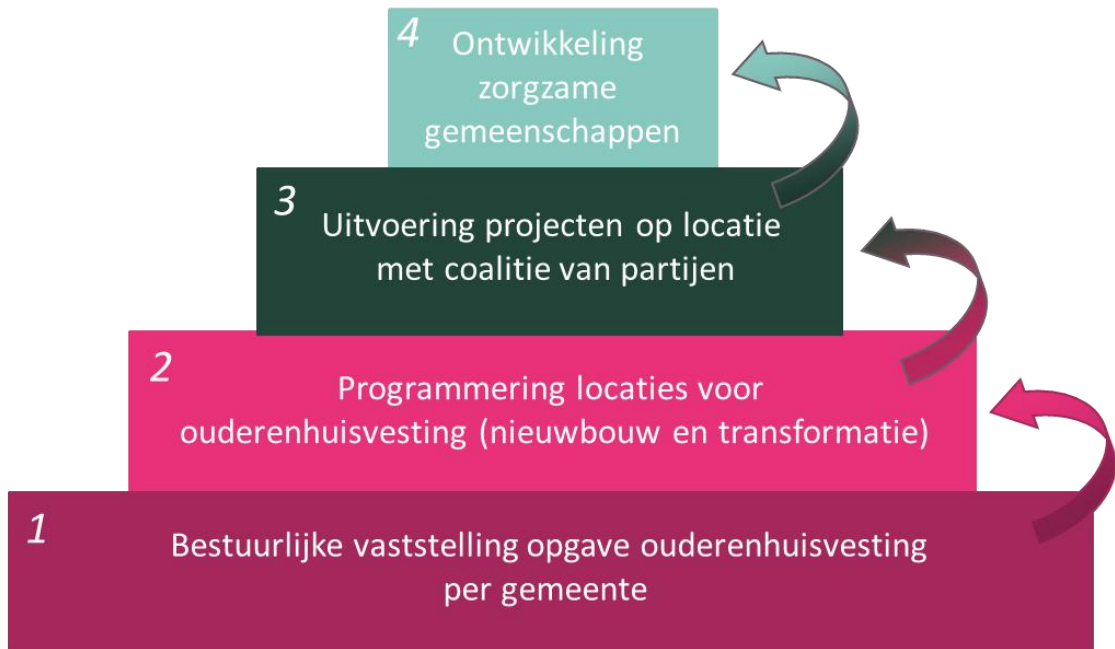 4
Ontwikkeling
zorgzame
gemeenschappen
3
Uitvoering projecten op locatie
met coalitie van partijen
2
Programmering locaties voor
ouderenhuisvesting (nieuwbouw en transformatie)
1
Bestuurlijke vaststelling opgave ouderenhuisvesting
per gemeente